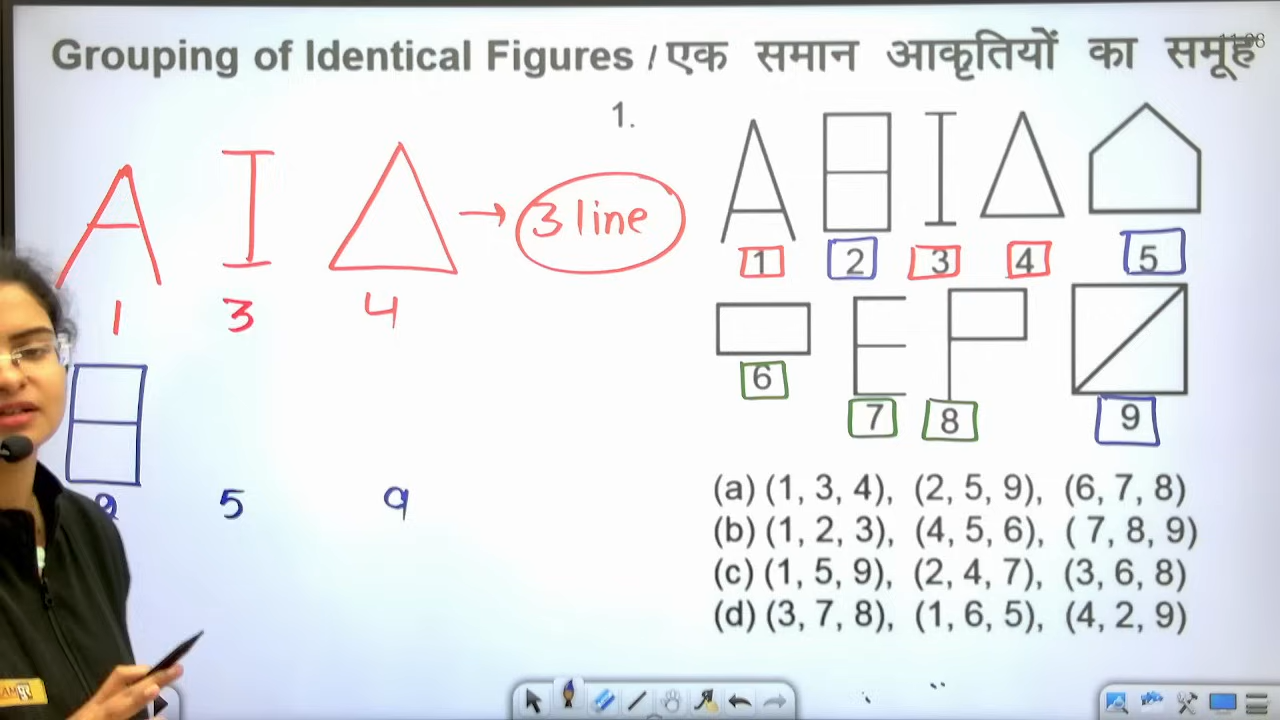 Grouping of Identical Figures / एक समान आकृतियों का समूह
1.
3 line
1 3 4
1 2 3 4 5
6 7 8 9
5 9
(a) (1, 3, 4), (2, 5, 9), (6, 7, 8)
(b) (1, 2, 3), (4, 5, 6), ( 7, 8, 9)
(c) (1, 5, 9), (2, 4, 7), (3, 6, 8)
(d) (3, 7, 8), (1, 6, 5), (4, 2, 9)